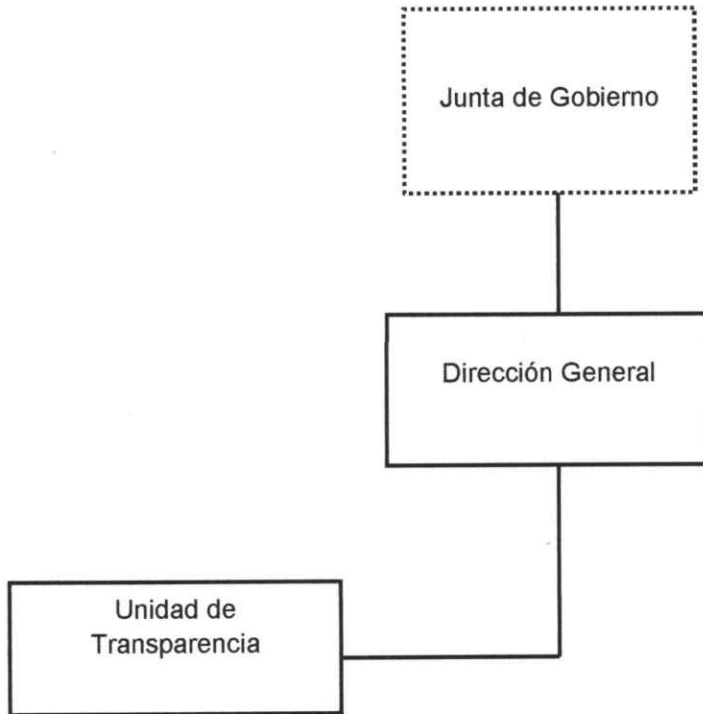 Junta de Gobierno
Dirección General
Unidad de
Transparencia